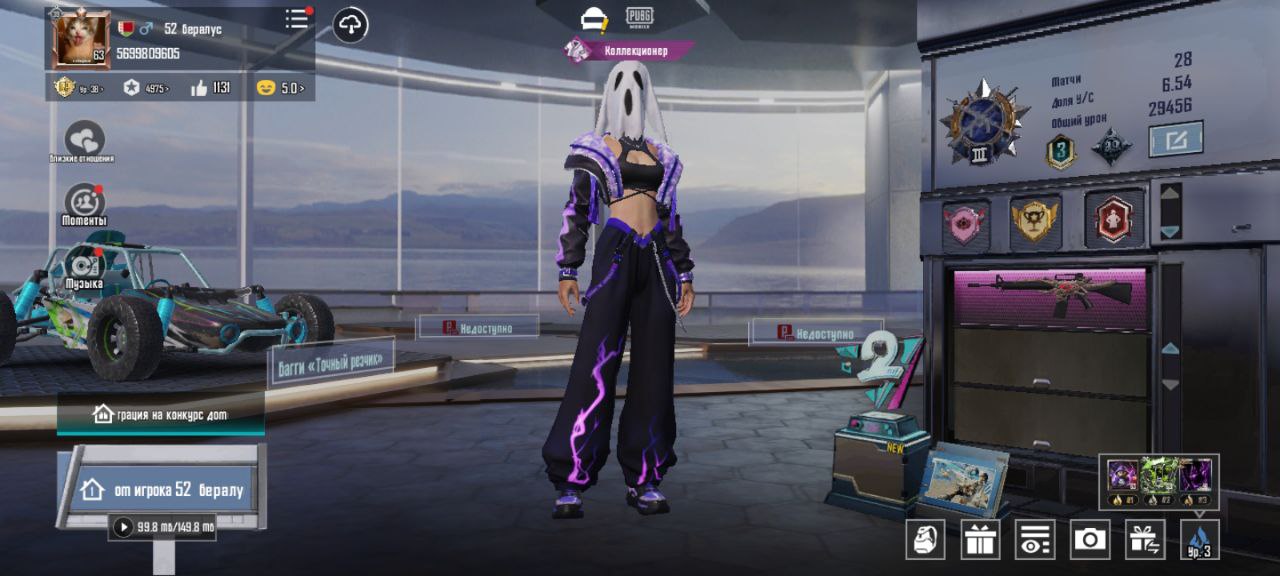 52 бералус
63
5699809605
Ур. 38 >
4975 >
1131
5.0 >
Близкие отношения
Моменты
Музыка
PUBG
MOBILE
Коллекционер
Матчи
28
Доля У/С
6.54
Общий урон
29456
III
3
Недоступно
Недоступно
Багги «Точный резчик»
грация на конкурс дом
от игрока 52 бералу
99.8 mb/149.8 mb
2
NEW
#1
#2
#3
Ур. 3